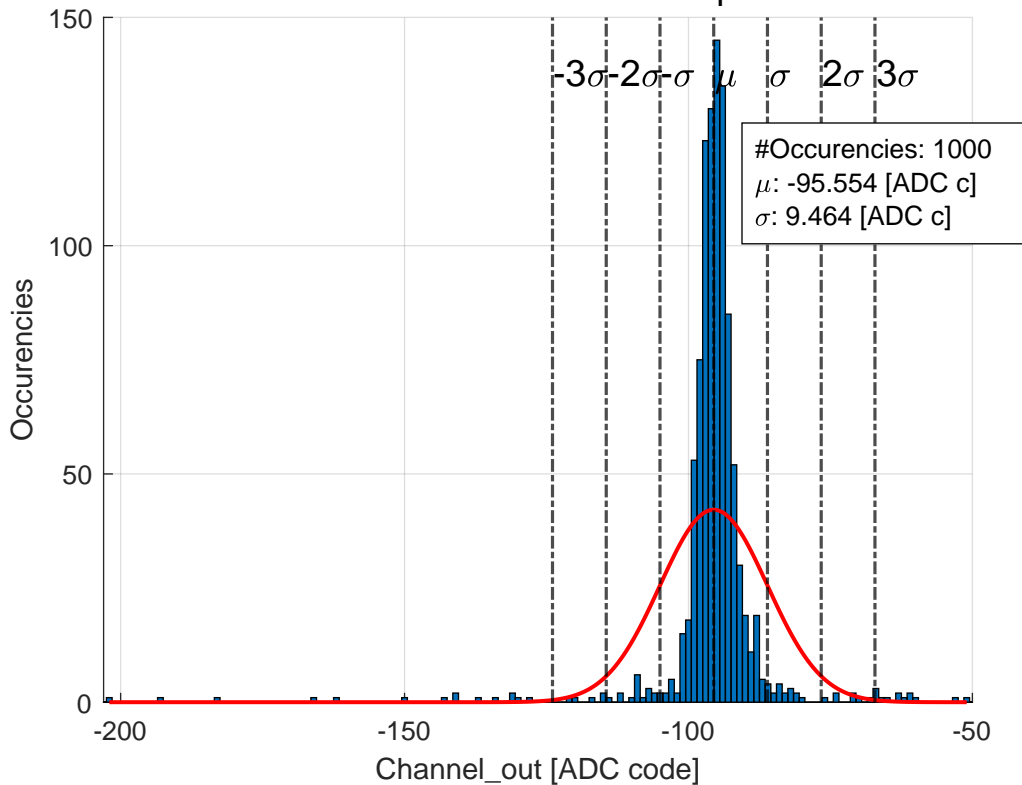 150
-3σ -2σ -σ μ σ 2σ 3σ
#Occurencies: 1000
μ: -95.554 [ADC c]
σ: 9.464 [ADC c]
100
Occurencies
50
0
-200 -150 -100 -50
Channel_out [ADC code]